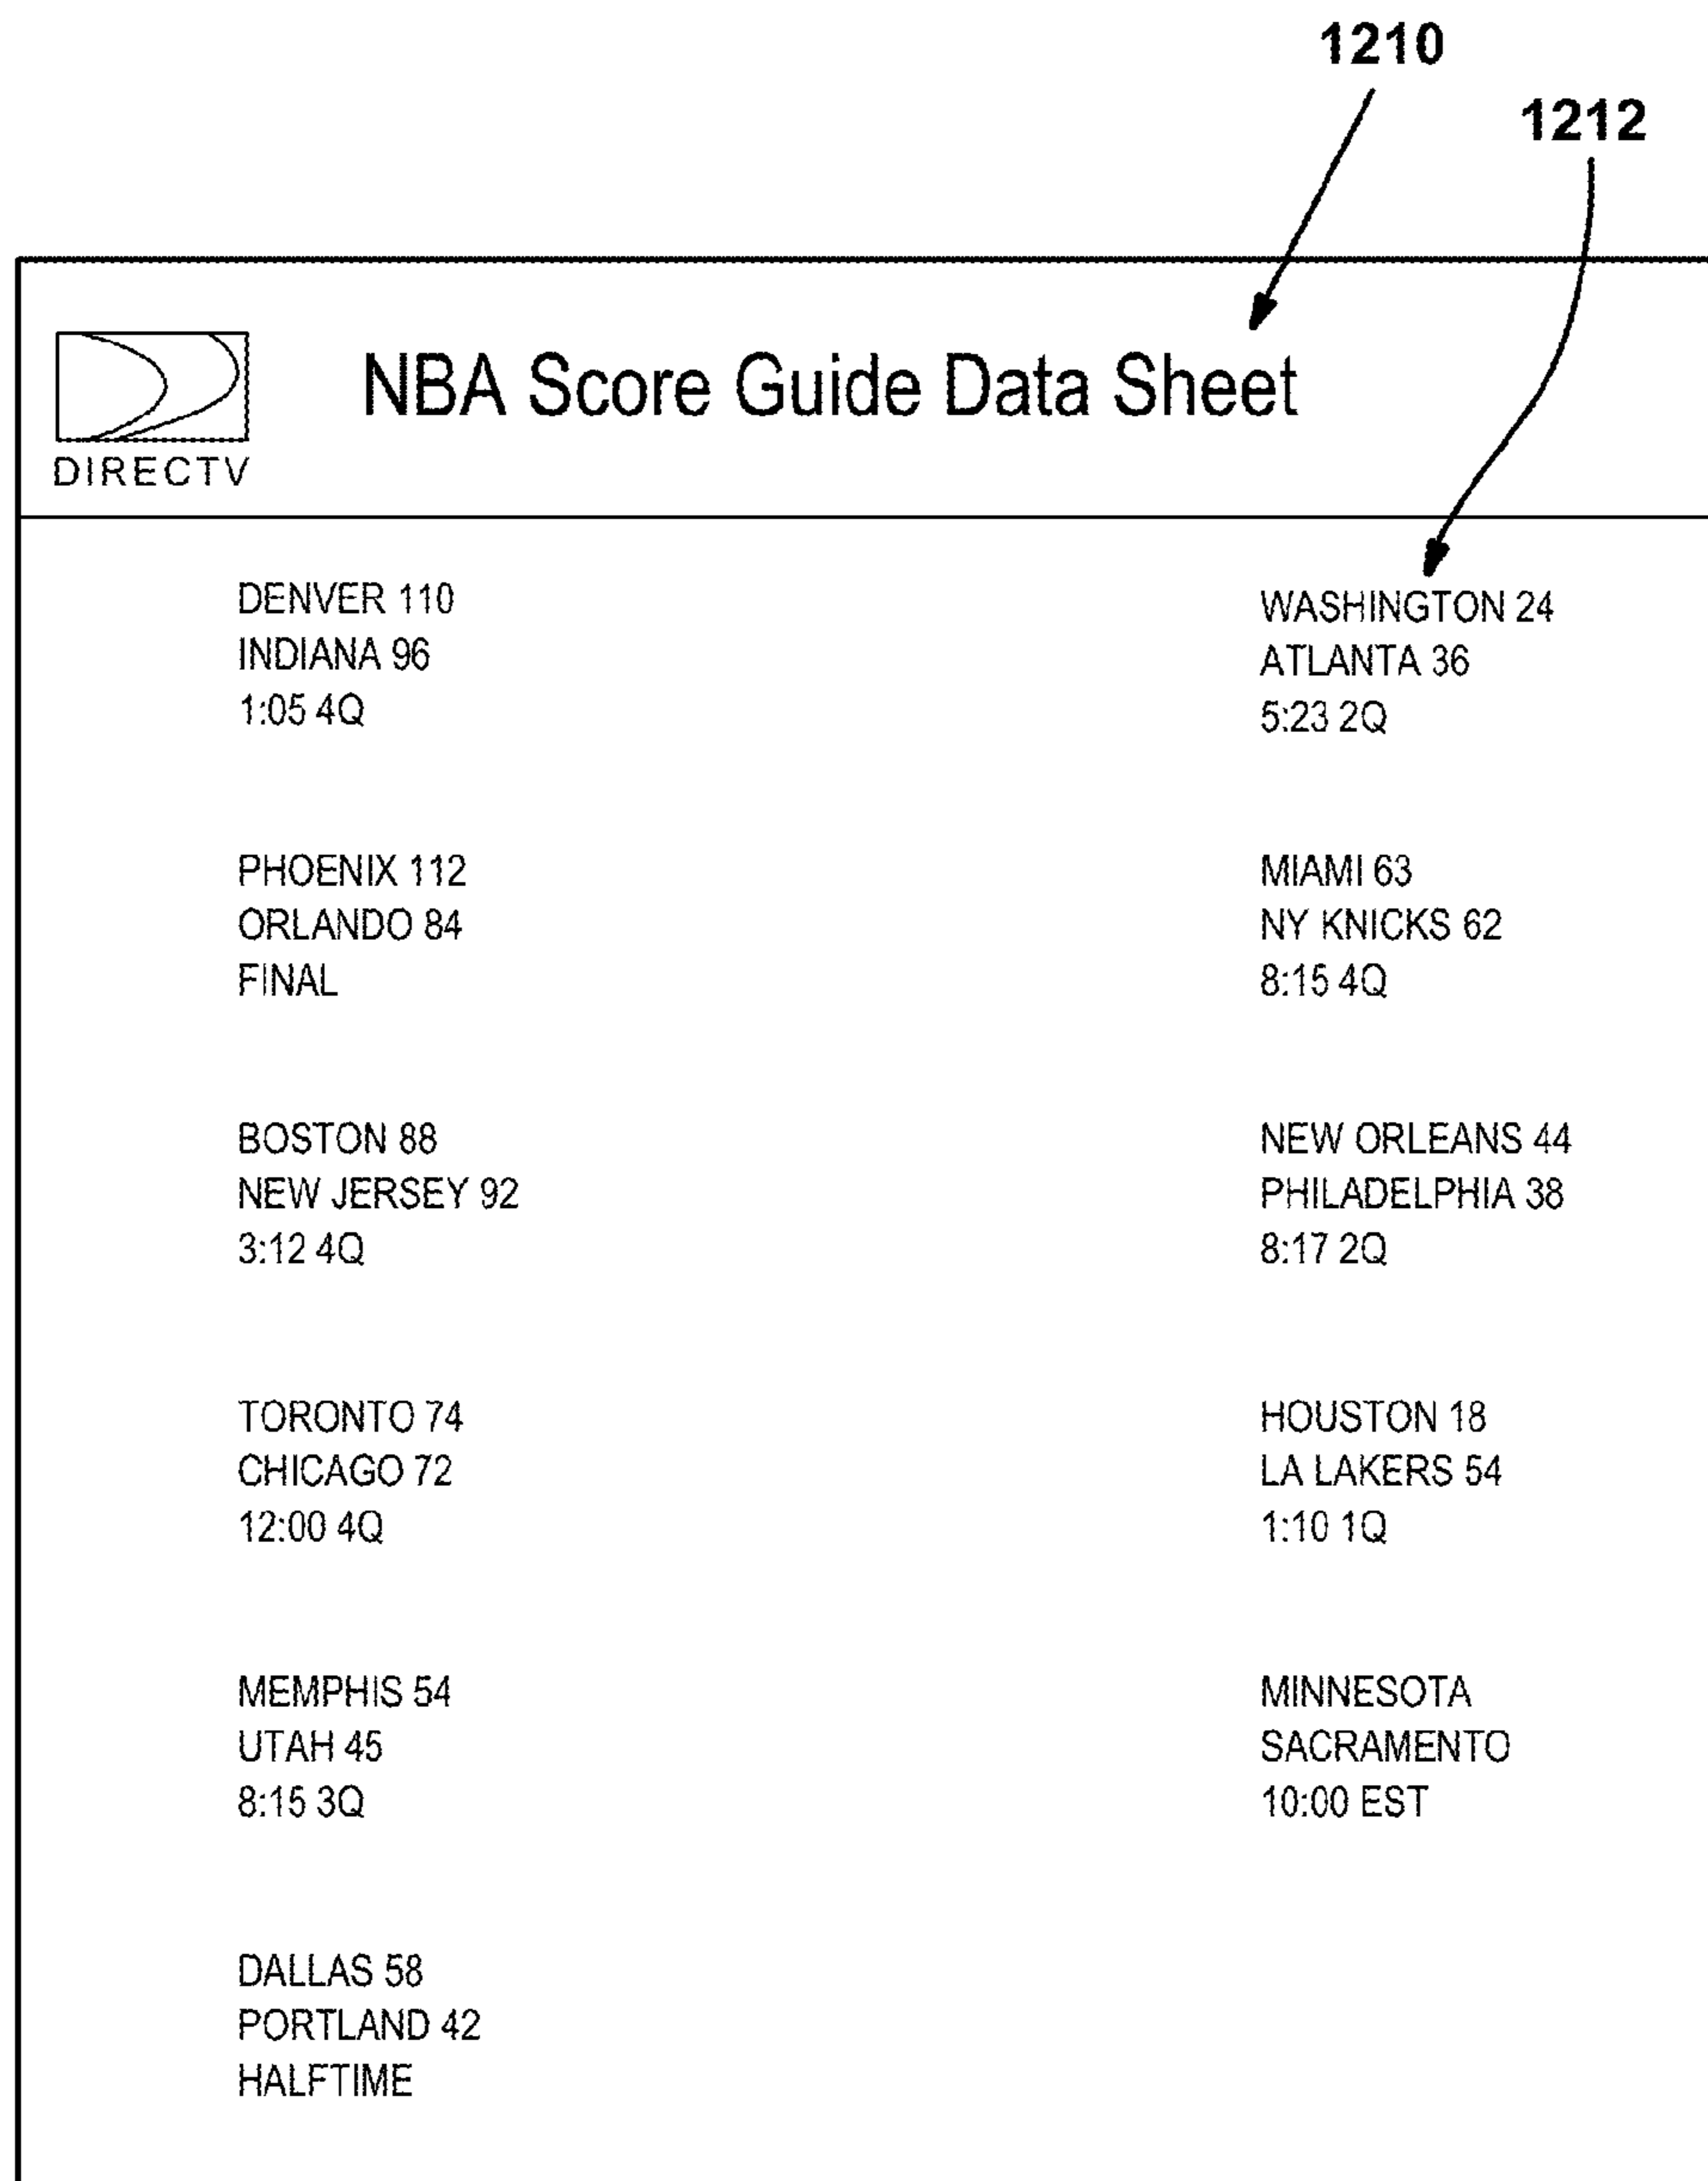 1210
1212
NBA Score Guide Data Sheet
DIRECTV
DENVER 110
INDIANA 96
1:05 4Q
WASHINGTON 24
ATLANTA 36
5:23 2Q
PHOENIX 112
ORLANDO 84
FINAL
MIAMI 63
NY KNICKS 62
8:15 4Q
BOSTON 88
NEW JERSEY 92
3:12 4Q
NEW ORLEANS 44
PHILADELPHIA 38
8:17 2Q
TORONTO 74
CHICAGO 72
12:00 4Q
HOUSTON 18
LA LAKERS 54
1:10 1Q
MEMPHIS 54
UTAH 45
8:15 3Q
MINNESOTA
SACRAMENTO
10:00 EST
DALLAS 58
PORTLAND 42
HALFTIME